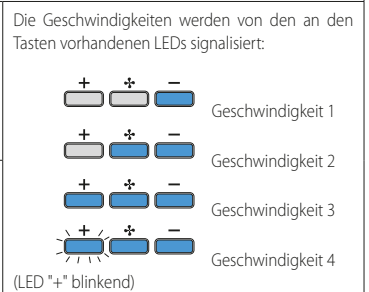 Die Geschwindigkeiten werden von den an den
Tasten vorhandenen LEDs signalisiert:
+ –
Geschwindigkeit 1
+ –
Geschwindigkeit 2
+ –
Geschwindigkeit 3
+ –
Geschwindigkeit 4
(LED "+" blinkend)